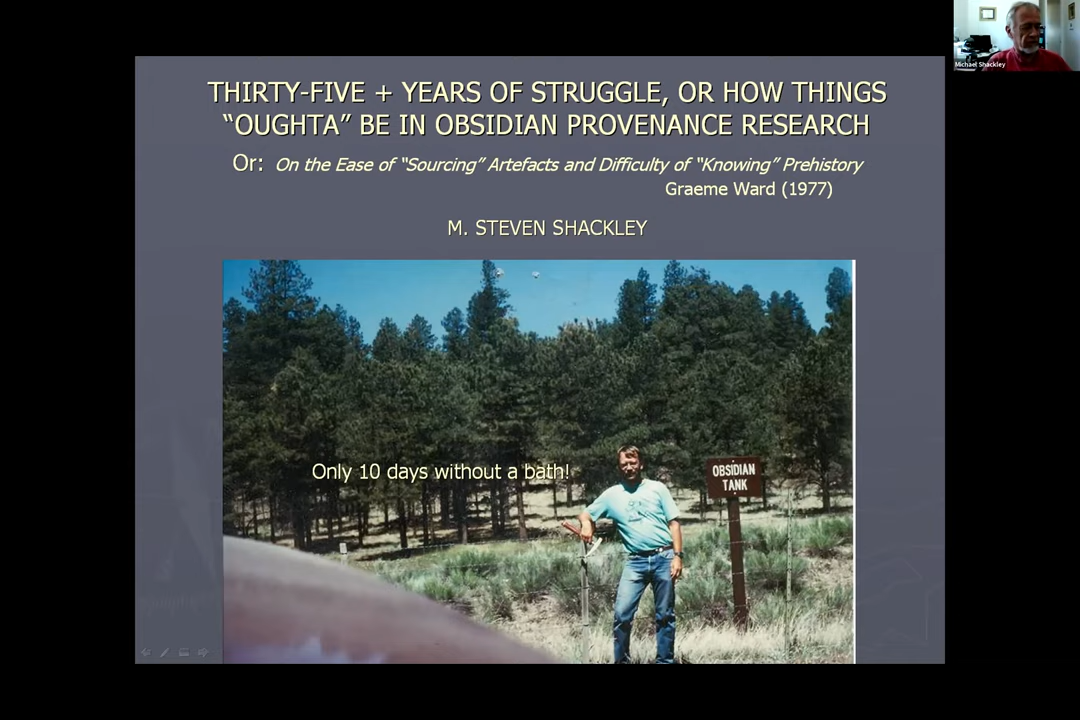 THIRTY-FIVE + YEARS OF STRUGGLE, OR HOW THINGS
“OUGHTA” BE IN OBSIDIAN PROVENANCE RESEARCH
Or: On the Ease of “Sourcing” Artefacts and Difficulty of “Knowing” Prehistory
Graeme Ward (1977)
M. STEVEN SHACKLEY
Only 10 days without a bath!
OBSIDIAN
TANK
Michael Shackley